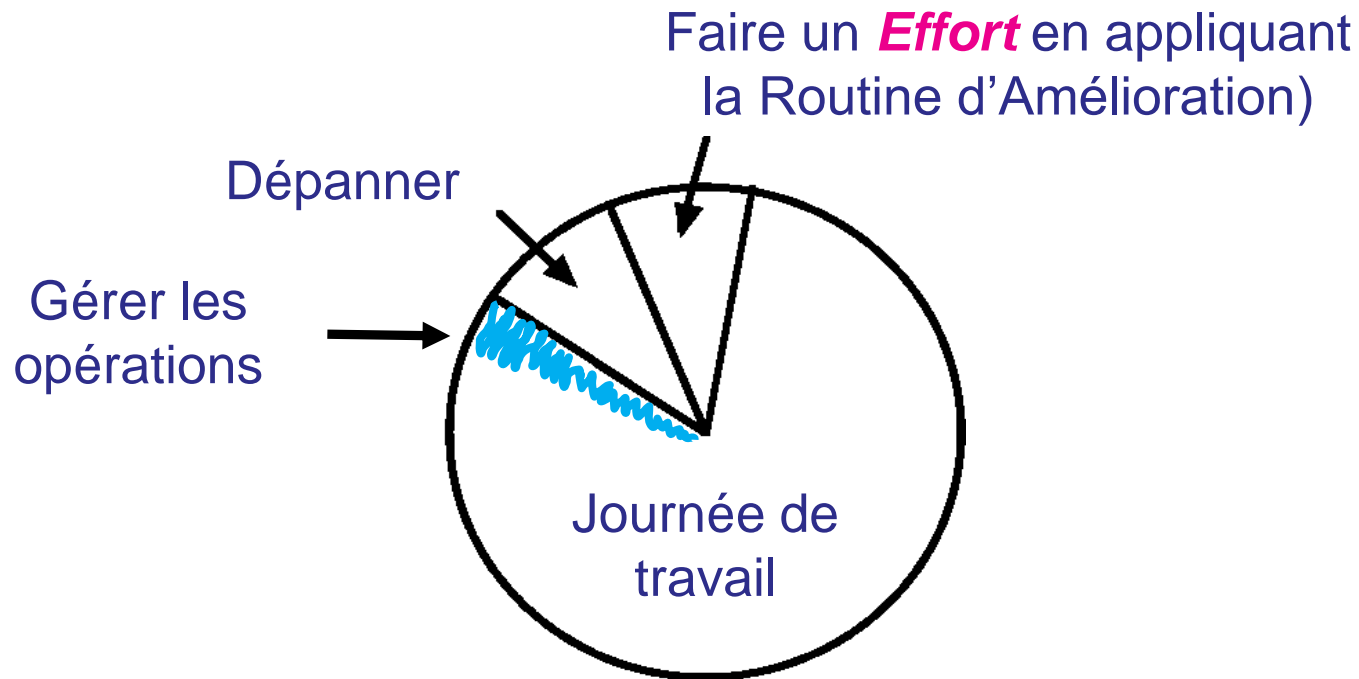 Faire un Effort en appliquant
la Routine d'Amélioration)
Dépanner
Gérer les
opérations
Journée de
travail